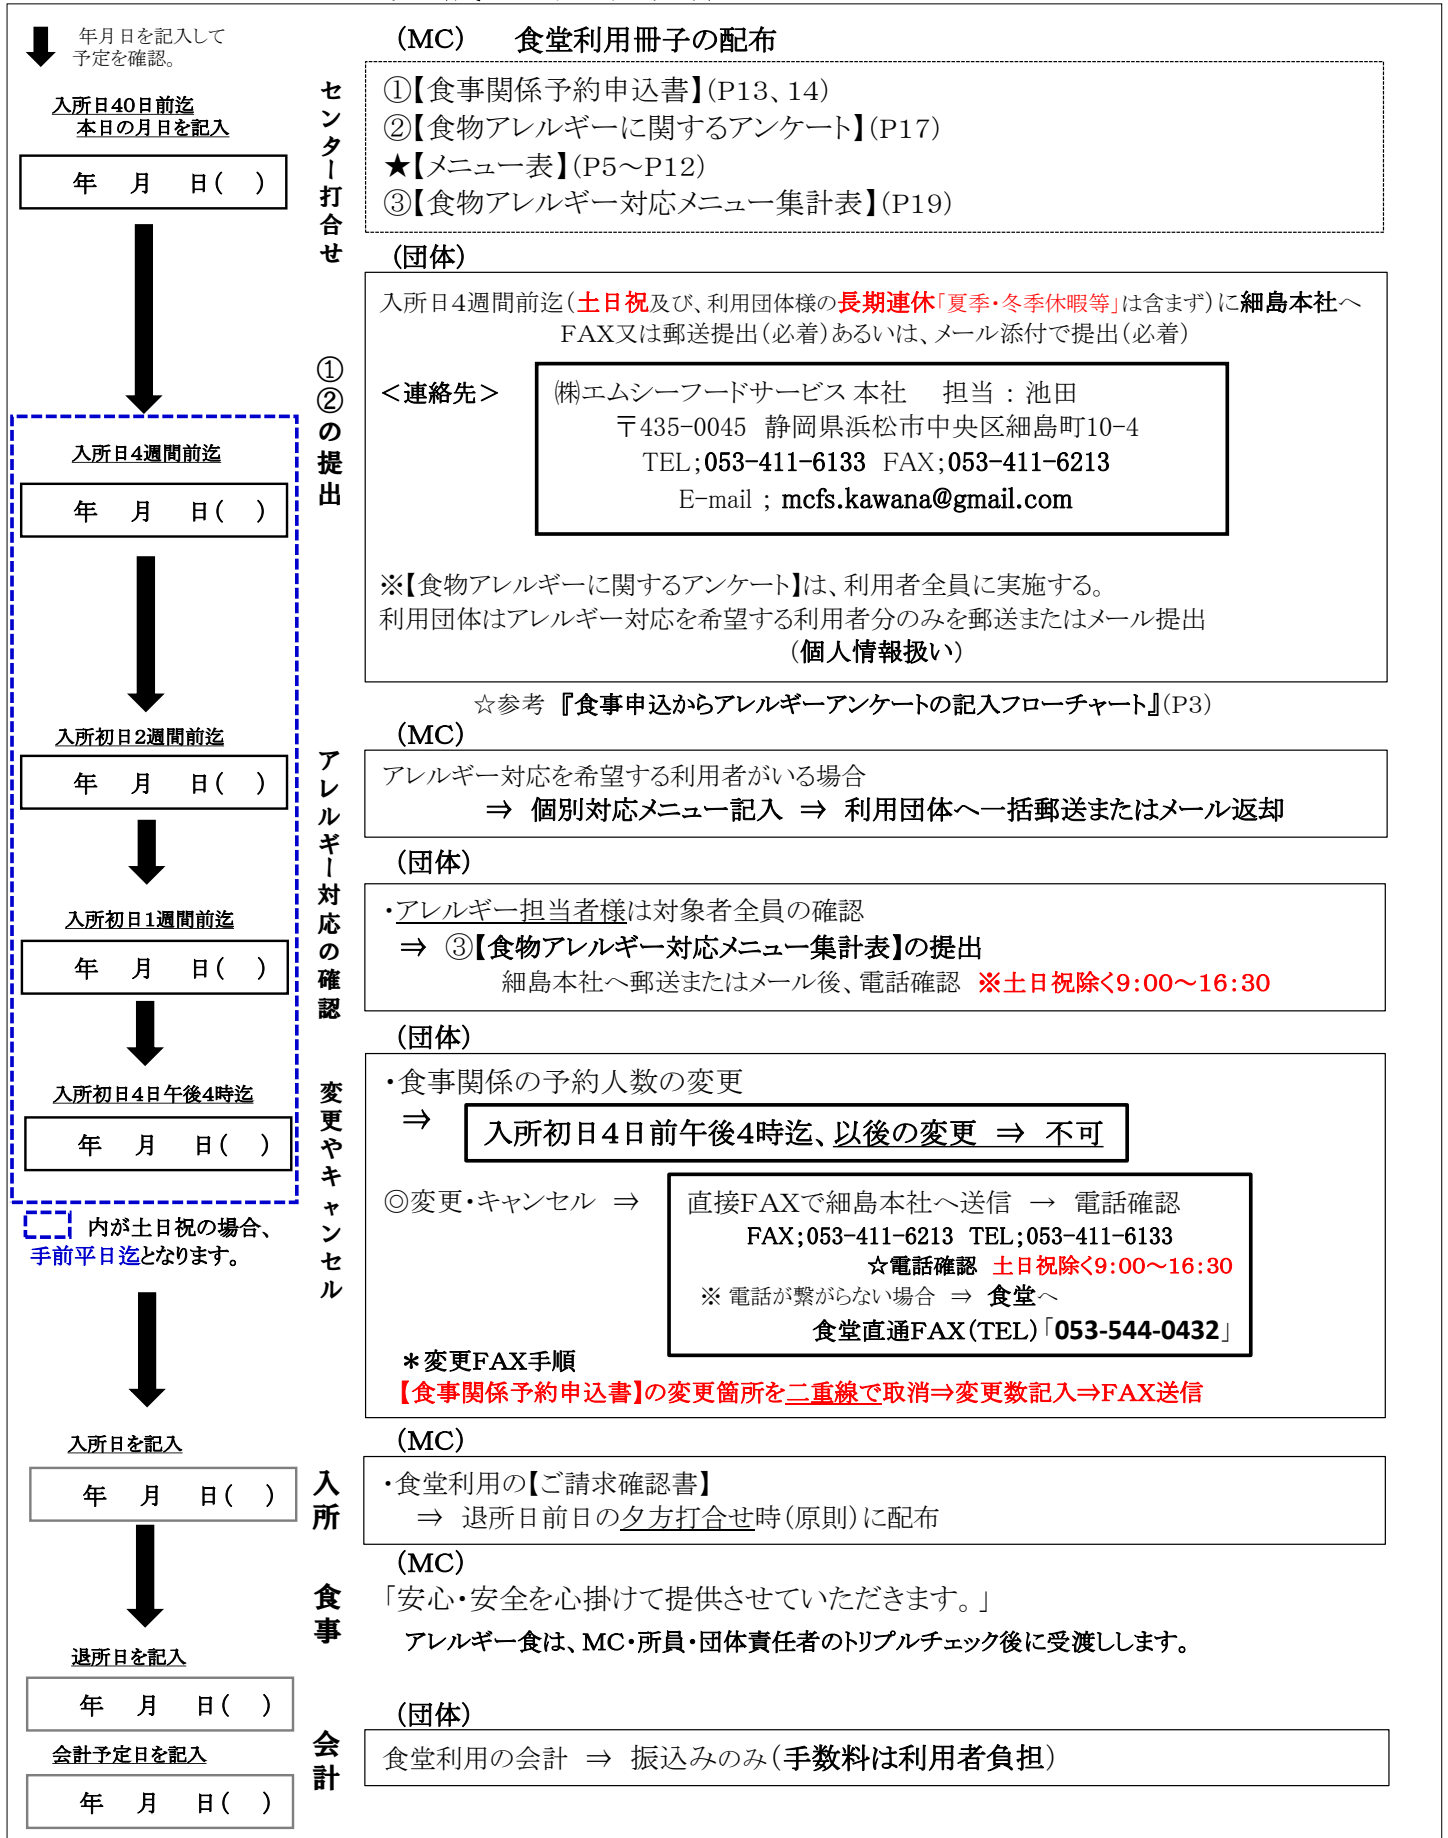 年月日を記入して
予定を確認。
入所日40日前迄
本日の月日を記入
年 月 日( )
センター打合せ
(MC) 食堂利用冊子の配布
①【食事関係予約申込書】(P13、14)
②【食物アレルギーに関するアンケート】(P17)
★【メニュー表】(P5～P12)
③【食物アレルギー対応メニュー集計表】(P19)
(団体)
入所日4週間前迄(土日祝及び、利用団体様の長期連休「夏季・冬季休暇等」は含まず)に細島本社へ
FAX又は郵送提出(必着)あるいは、メール添付で提出(必着)
①②の提出
<連絡先>
㈱エムシーフードサービス 本社 担当：池田
〒435-0045 静岡県浜松市中央区細島町10-4
TEL;053-411-6133 FAX;053-411-6213
E-mail ; mcfs.kawana@gmail.com
入所日4週間前迄
年 月 日( )
※【食物アレルギーに関するアンケート】は、利用者全員に実施する。
利用団体はアレルギー対応を希望する利用者分のみを郵送またはメール提出
(個人情報扱い)
☆参考 『食事申込からアレルギーアンケートの記入フローチャート』(P3)
入所初日2週間前迄
年 月 日( )
アレルギー対応の確認
(MC)
アレルギー対応を希望する利用者がいる場合
⇒ 個別対応メニュー記入 ⇒ 利用団体へ一括郵送またはメール返却
(団体)
入所初日1週間前迄
年 月 日( )
・アレルギー担当者様は対象者全員の確認
⇒ ③【食物アレルギー対応メニュー集計表】の提出
細島本社へ郵送またはメール後、電話確認 ※土日祝除く9:00～16:30
(団体)
入所初日4日午後4時迄
年 月 日( )
変更やキャンセル
・食事関係の予約人数の変更
⇒ 入所初日4日前午後4時迄、以後の変更 ⇒ 不可
◎変更・キャンセル ⇒ 直接FAXで細島本社へ送信 → 電話確認
FAX;053-411-6213 TEL;053-411-6133
☆電話確認 土日祝除く9:00～16:30
※ 電話が繋がらない場合 ⇒ 食堂へ
食堂直通FAX(TEL)「053-544-0432」
内が土日祝の場合、
手前平日迄となります。
＊変更FAX手順
【食事関係予約申込書】の変更箇所を二重線で取消⇒変更数記入⇒FAX送信
入所日を記入
年 月 日( )
入所
(MC)
・食堂利用の【ご請求確認書】
⇒ 退所日前日の夕方打合せ時(原則)に配布
食事
(MC)
「安心・安全を心掛けて提供させていただきます。」
アレルギー食は、MC・所員・団体責任者のトリプルチェック後に受渡しします。
退所日を記入
年 月 日( )
会計
(団体)
食堂利用の会計 ⇒ 振込みのみ(手数料は利用者負担)
会計予定日を記入
年 月 日( )